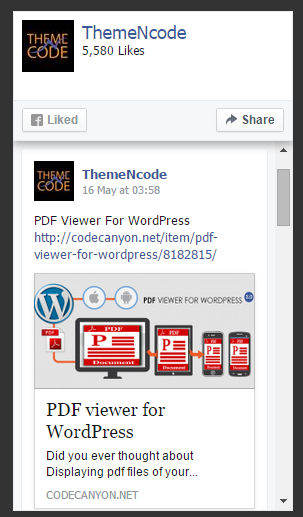 THEME
CODE
ThemeNcode
5,580 Likes
Liked
Share
THEME
CODE
ThemeNcode
16 May at 03:58
PDF Viewer For WordPress
http://codecanyon.net/item/pdf-
viewer-for-wordpress/8182815/
PDF VIEWER FOR WORDPRESS
PDF
PDF
Document
PDF
Document
PDF viewer for
WordPress
Did you ever thought about
Displaying pdf files of your...
CODECANYON.NET